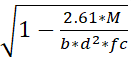 √(1 − (2.61*M)/(b*d²*fc))